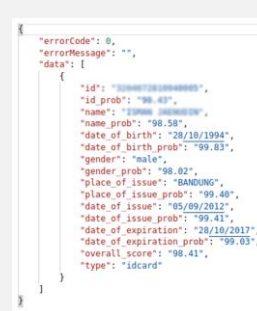 {
"errorCode": 0,
"errorMessage": "",
"data": [
{
"id": "
"id_prob": "98.43",
"name": "
"name_prob": "98.58",
"date_of_birth": "28/10/1994",
"date_of_birth_prob": "99.83",
"gender": "male",
"gender_prob": "98.02",
"place_of_issue": "BANDUNG",
"place_of_issue_prob": "99.40",
"date_of_issue": "05/09/2012",
"date_of_issue_prob": "99.41",
"date_of_expiration": "28/10/2017",
"date_of_expiration_prob": "99.03",
"overall_score": "98.41",
"type": "idcard"
}
]
}